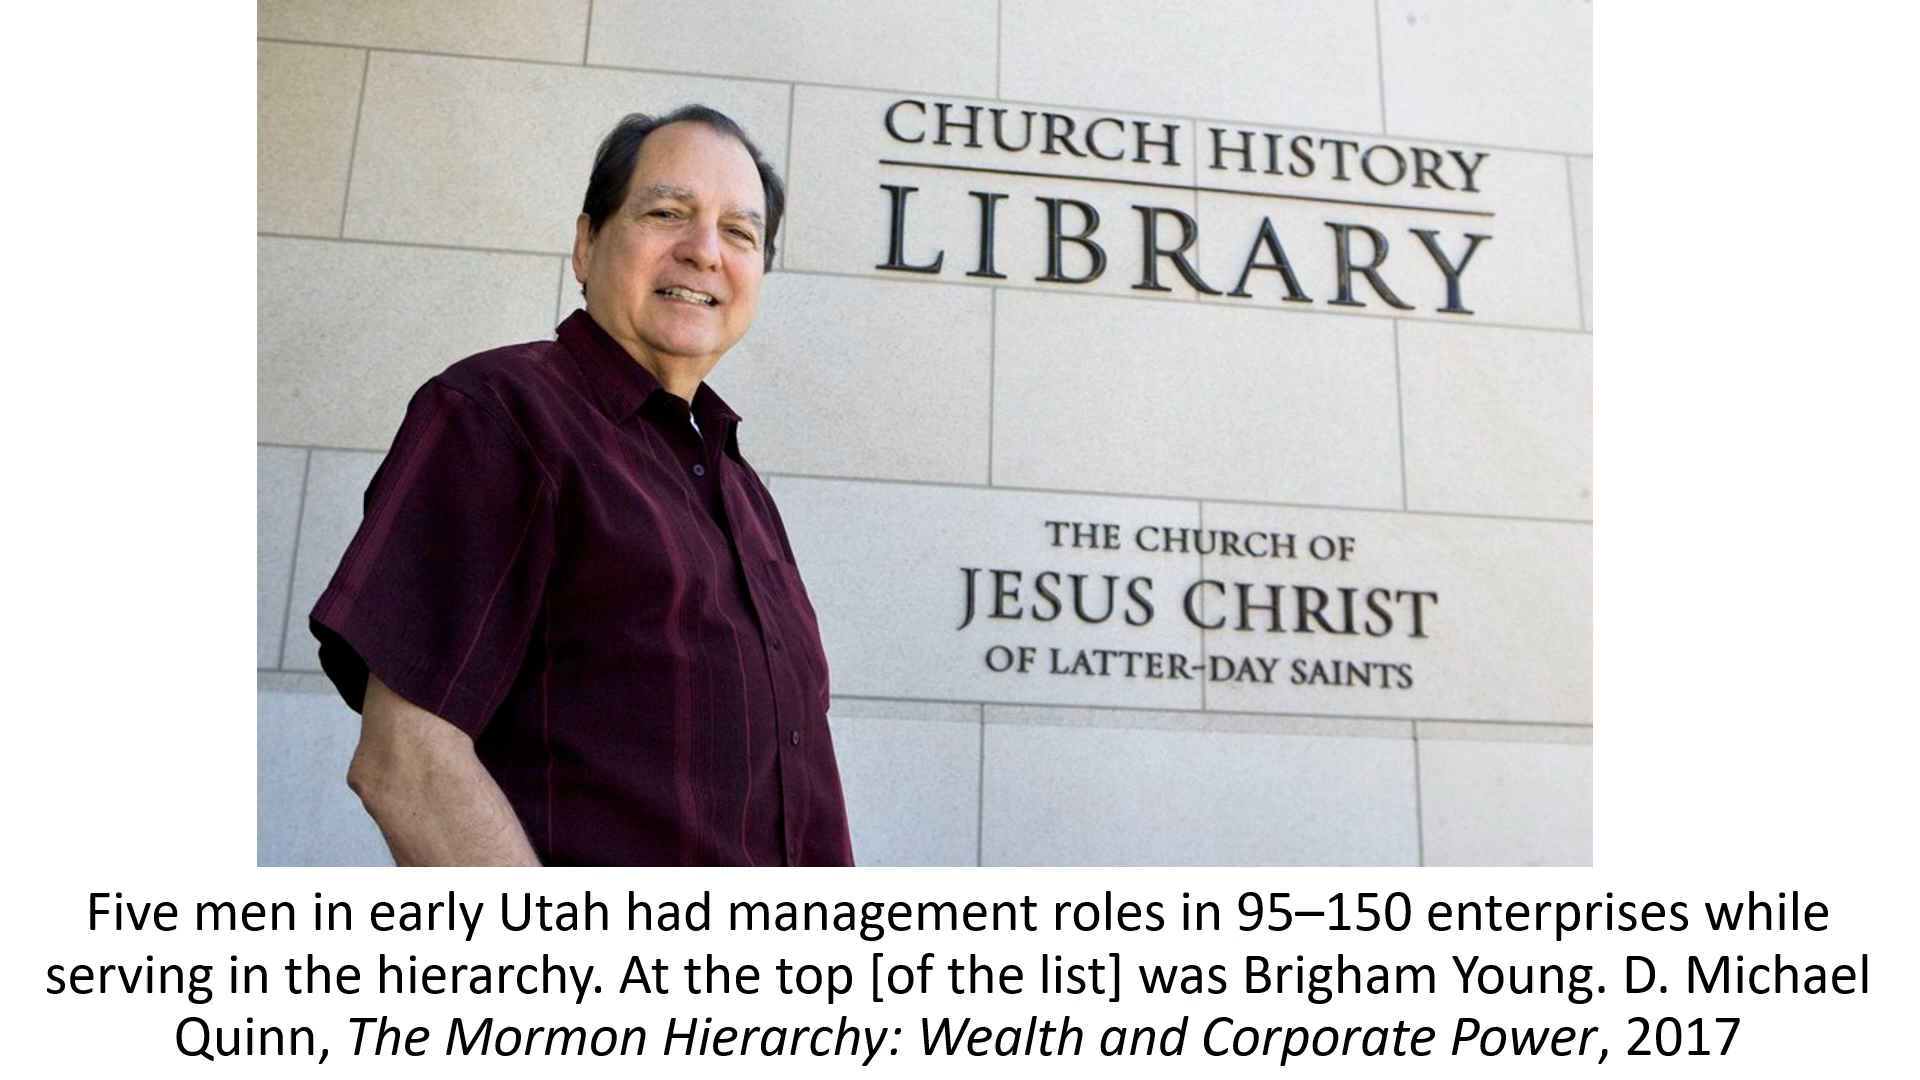 CHURCH HISTORY
LIBRARY
THE CHURCH OF
JESUS CHRIST
OF LATTER-DAY SAINTS
Five men in early Utah had management roles in 95–150 enterprises while
serving in the hierarchy. At the top [of the list] was Brigham Young. D. Michael
Quinn, The Mormon Hierarchy: Wealth and Corporate Power, 2017